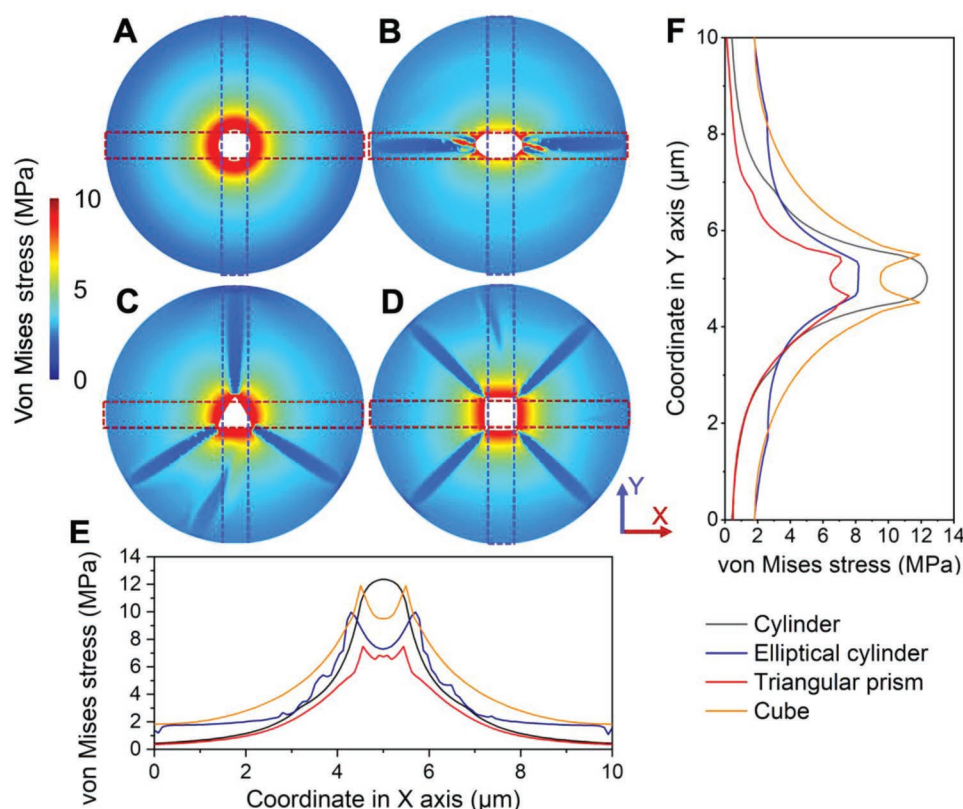 A
B
F
Von Mises stress (MPa)
10
5
0
C
D
Y
X
E
von Mises stress (MPa)
14
12
10
8
6
4
2
0
0 2 4 6 8 10
Coordinate in X axis (μm)
Coordinate in Y axis (μm)
10
8
6
4
2
0
0 2 4 6 8 10 12 14
von Mises stress (MPa)
Cylinder
Elliptical cylinder
Triangular prism
Cube